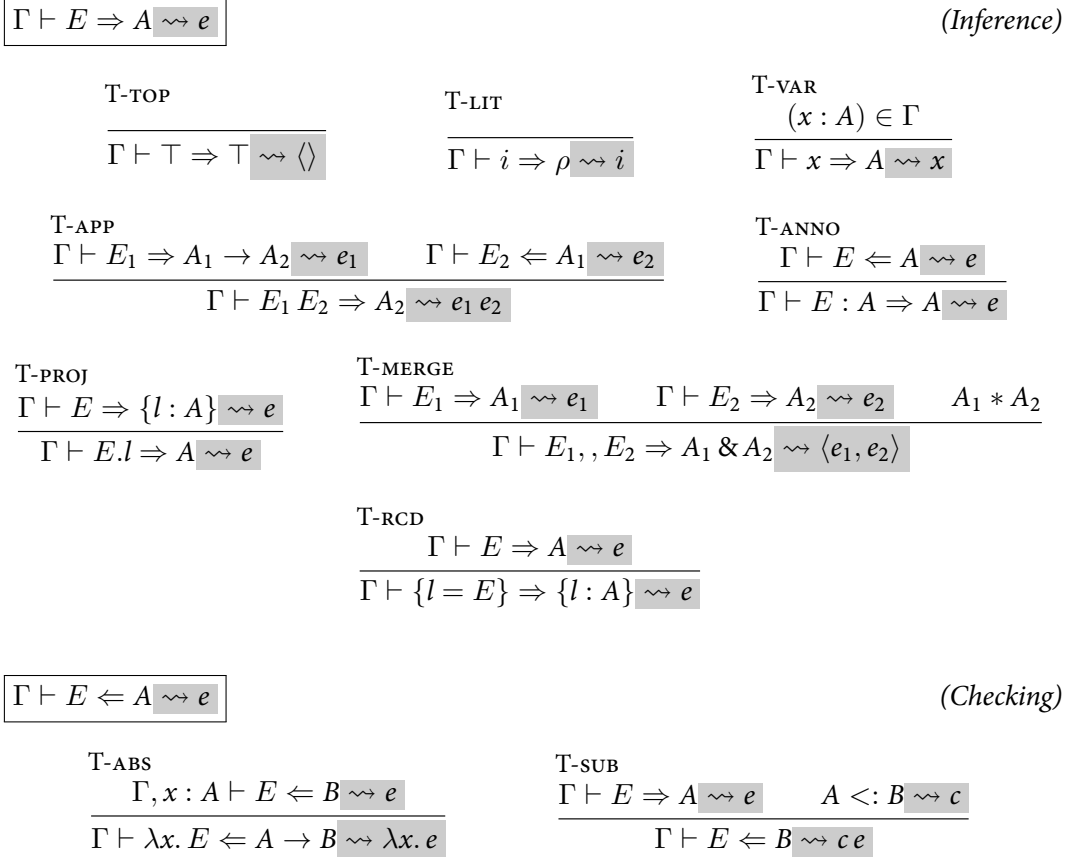 Γ ⊢ E ⇒ A ⇝ e (Inference)
T-TOP
Γ ⊢ ⊤ ⇒ ⊤ ⇝ ⟨⟩
T-LIT
Γ ⊢ i ⇒ ρ ⇝ i
T-VAR
(x : A) ∈ Γ
Γ ⊢ x ⇒ A ⇝ x
T-APP
Γ ⊢ E₁ ⇒ A₁ → A₂ ⇝ e₁ Γ ⊢ E₂ ⇐ A₁ ⇝ e₂
Γ ⊢ E₁ E₂ ⇒ A₂ ⇝ e₁ e₂
T-ANNO
Γ ⊢ E ⇐ A ⇝ e
Γ ⊢ E : A ⇒ A ⇝ e
T-PROJ
Γ ⊢ E ⇒ {l : A} ⇝ e
Γ ⊢ E.l ⇒ A ⇝ e
T-MERGE
Γ ⊢ E₁ ⇒ A₁ ⇝ e₁ Γ ⊢ E₂ ⇒ A₂ ⇝ e₂ A₁ ∗ A₂
Γ ⊢ E₁, , E₂ ⇒ A₁ & A₂ ⇝ ⟨e₁, e₂⟩
T-RCD
Γ ⊢ E ⇒ A ⇝ e
Γ ⊢ {l = E} ⇒ {l : A} ⇝ e
Γ ⊢ E ⇐ A ⇝ e (Checking)
T-ABS
Γ, x : A ⊢ E ⇐ B ⇝ e
Γ ⊢ λx. E ⇐ A → B ⇝ λx. e
T-SUB
Γ ⊢ E ⇒ A ⇝ e A <: B ⇝ c
Γ ⊢ E ⇐ B ⇝ c e